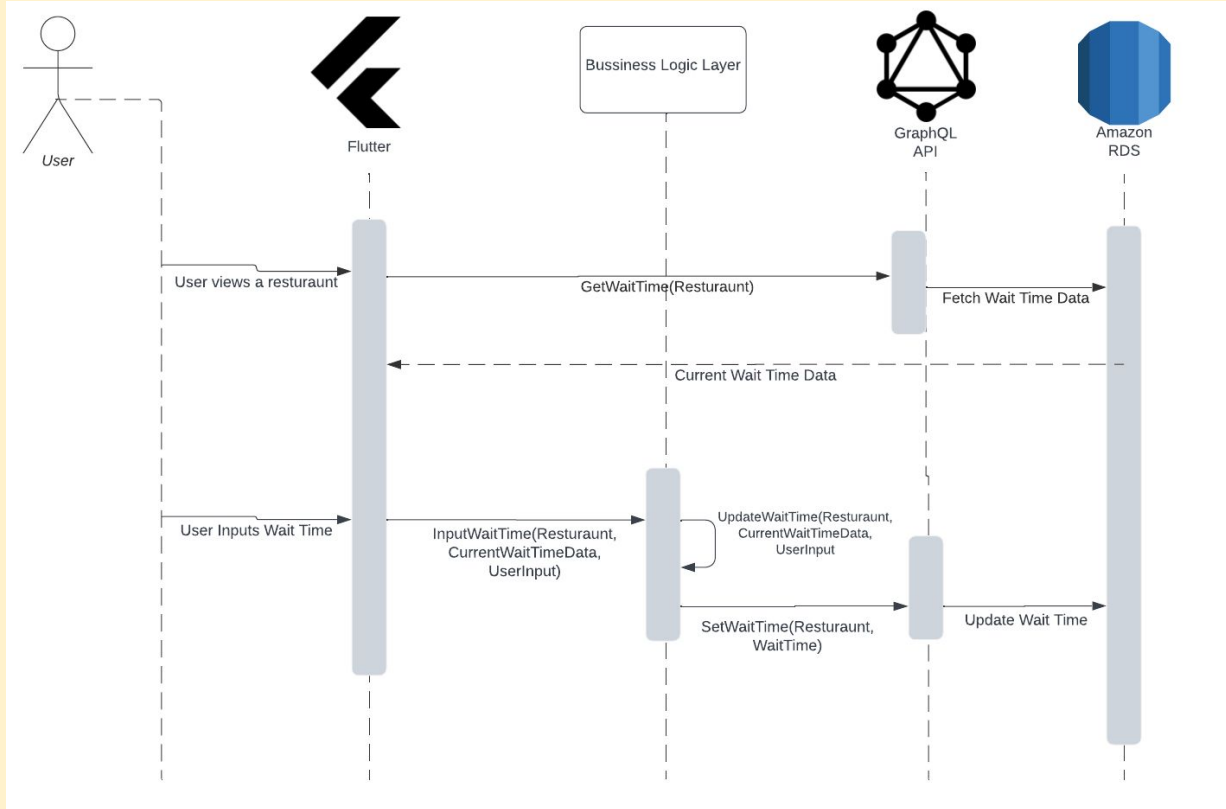 User
Flutter
Bussiness Logic Layer
GraphQL
API
Amazon
RDS
User views a resturaunt
GetWaitTime(Resturaunt)
Fetch Wait Time Data
Current Wait Time Data
User Inputs Wait Time
InputWaitTime(Resturaunt,
CurrentWaitTimeData,
UserInput)
UpdateWaitTime(Resturaunt,
CurrentWaitTimeData,
UserInput
SetWaitTime(Resturaunt,
WaitTime)
Update Wait Time